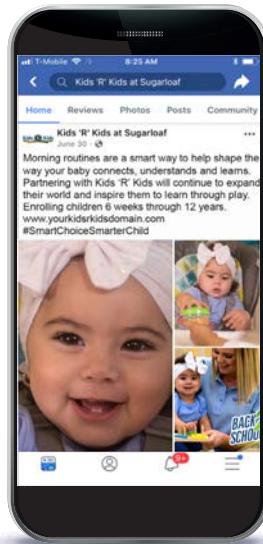 T-Mobile 8:25 AM
Kids 'R' Kids at Sugarloaf
Home Reviews Photos Posts Community
Kids 'R' Kids at Sugarloaf
June 30
Morning routines are a smart way to help shape the
way your baby connects, understands and learns.
Partnering with Kids 'R' Kids will continue to expand
their world and inspire them to learn through play.
Enrolling children 6 weeks through 12 years.
www.yourkidsrkidsdomain.com
#SmartChoiceSmarterChild
BACK
SCHOOL
9+